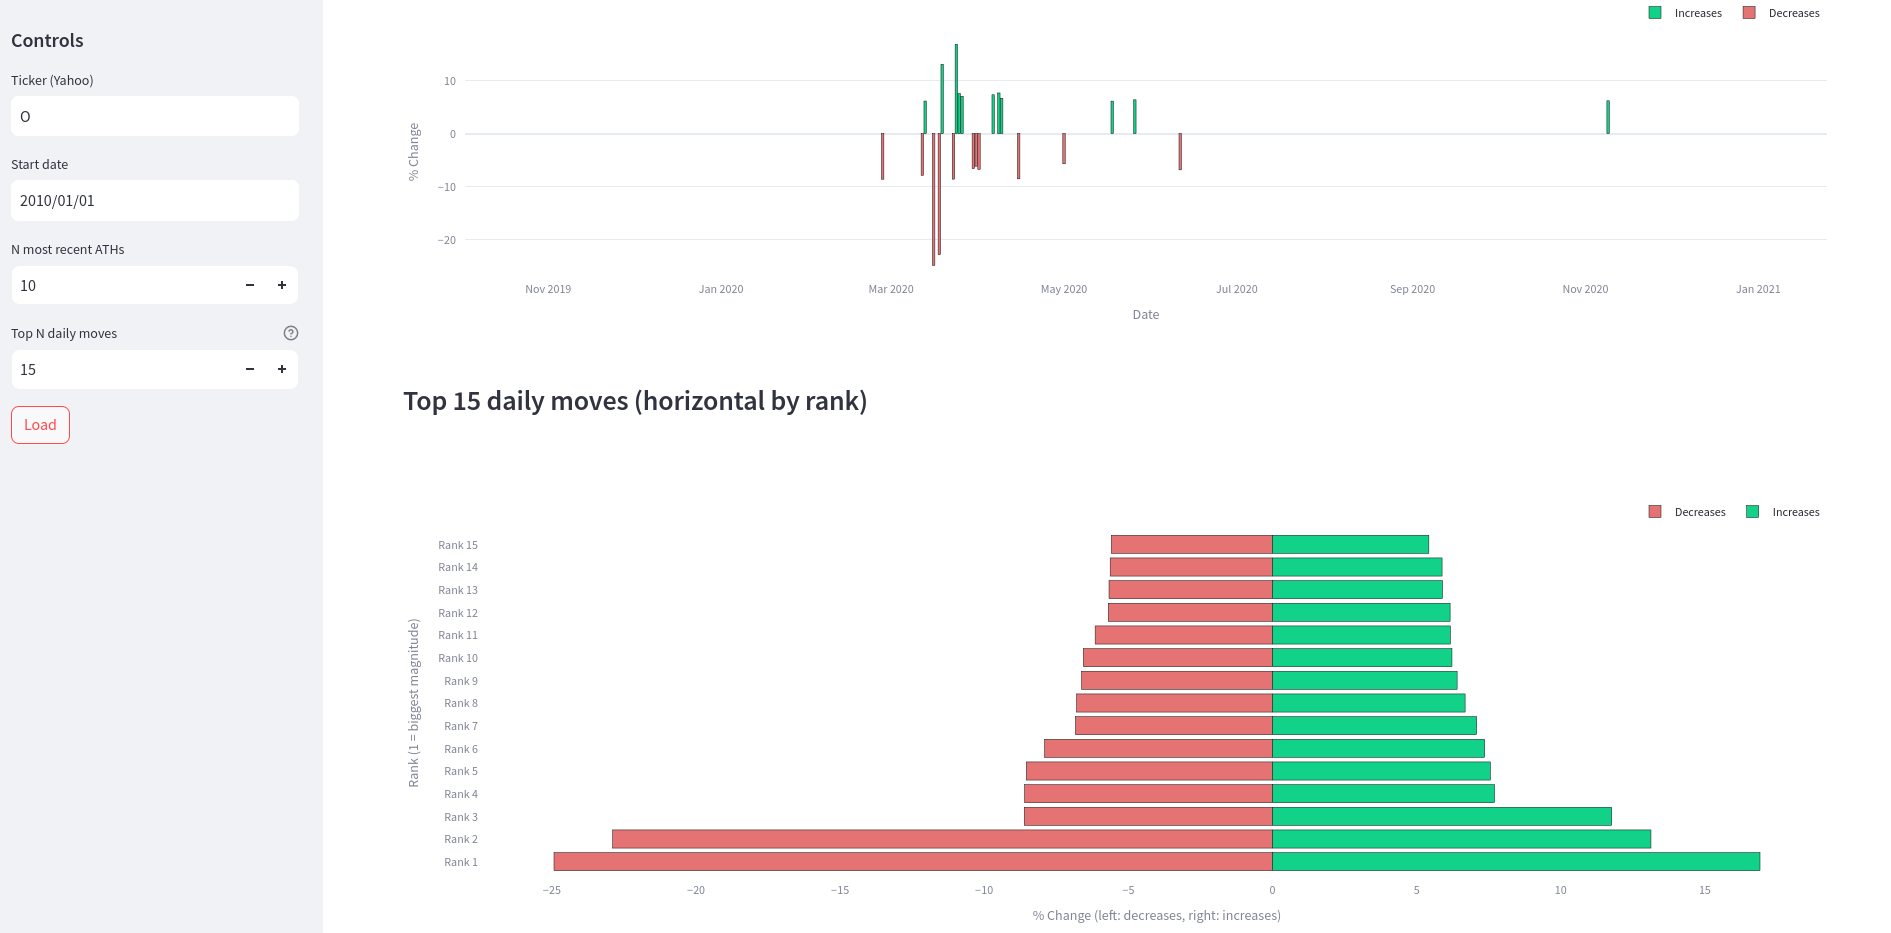 Controls
Ticker (Yahoo)
O
Start date
2010/01/01
N most recent ATHs
10
− +
Top N daily moves
15
− +
Load
Increases Decreases
% Change
10
0
−10
−20
Nov 2019 Jan 2020 Mar 2020 May 2020 Jul 2020 Sep 2020 Nov 2020 Jan 2021
Date
Top 15 daily moves (horizontal by rank)
Decreases Increases
Rank (1 = biggest magnitude)
Rank 15
Rank 14
Rank 13
Rank 12
Rank 11
Rank 10
Rank 9
Rank 8
Rank 7
Rank 6
Rank 5
Rank 4
Rank 3
Rank 2
Rank 1
−25 −20 −15 −10 −5 0 5 10 15
% Change (left: decreases, right: increases)